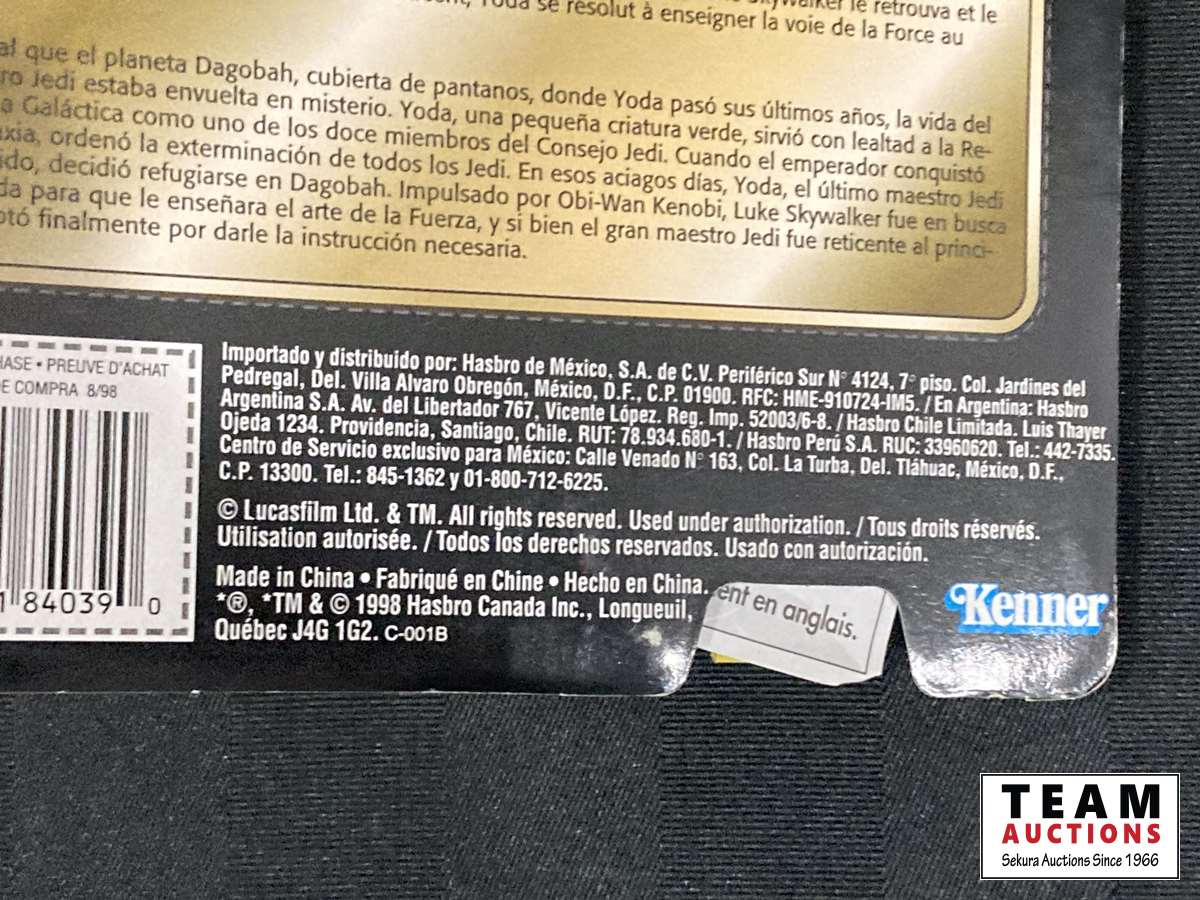 le retrouva et le
Yoda se résolut à enseigner la voie de la Force au
al que el planeta Dagobah, cubierta de pantanos, donde Yoda pasó sus últimos años, la vida del
ro Jedi estaba envuelta en misterio. Yoda, una pequeña criatura verde, sirvió con lealtad a la Re-
a Galáctica como uno de los doce miembros del Consejo Jedi. Cuando el emperador conquistó
xia, ordenó la exterminación de todos los Jedi. En esos aciagos días, Yoda, el último maestro Jedi
ido, decidió refugiarse en Dagobah. Impulsado por Obi-Wan Kenobi, Luke Skywalker fue en busca
da para que le enseñara el arte de la Fuerza, y si bien el gran maestro Jedi fue reticente al princi-
ptó finalmente por darle la instrucción necesaria.
HASE • PREUVE D'ACHAT
DE COMPRA 8/98
184039 0
Importado y distribuido por: Hasbro de México, S.A. de C.V. Periférico Sur N° 4124, 7° piso. Col. Jardines del
Pedregal, Del. Villa Alvaro Obregón, México, D.F., C.P. 01900. RFC: HME-910724-IM5. / En Argentina: Hasbro
Argentina S.A. Av. del Libertador 767, Vicente López. Reg. Imp. 52003/6-8. / Hasbro Chile Limitada. Luis Thayer
Ojeda 1234. Providencia, Santiago, Chile. RUT: 78.934.680-1. / Hasbro Perú S.A. RUC: 33960620. Tel.: 442-7335.
Centro de Servicio exclusivo para México: Calle Venado N° 163, Col. La Turba, Del. Tláhuac, México, D.F.,
C.P. 13300. Tel.: 845-1362 y 01-800-712-6225.
© Lucasfilm Ltd. & TM. All rights reserved. Used under authorization. / Tous droits réservés.
Utilisation autorisée. / Todos los derechos reservados. Usado con autorización.
Made in China • Fabriqué en Chine • Hecho en China.
*®, *TM & © 1998 Hasbro Canada Inc., Longueuil,
Québec J4G 1G2. C-001B
ent en anglais.
Kenner
TEAM
AUCTIONS
Sekura Auctions Since 1966